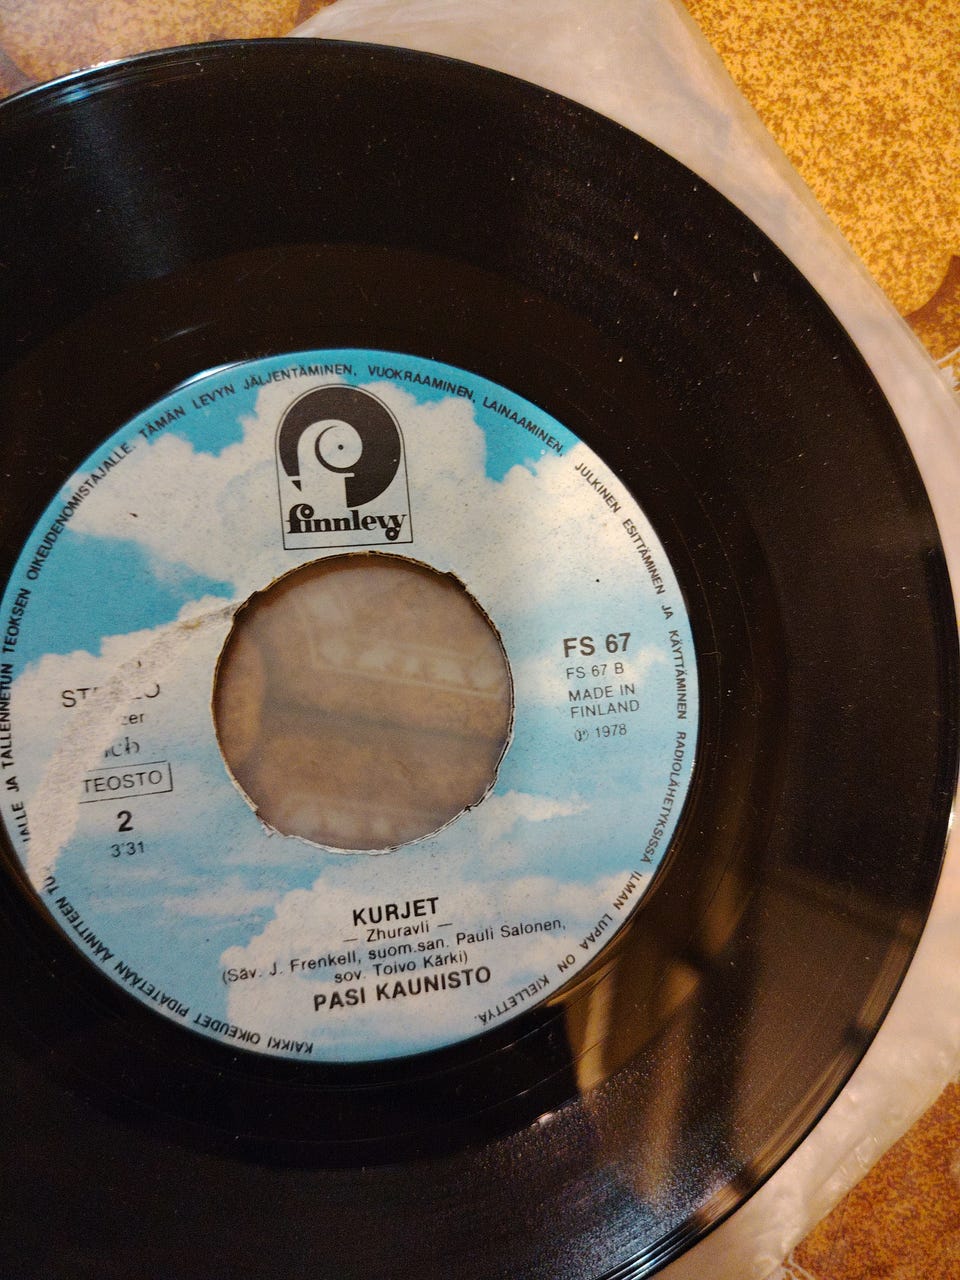 KAIKKI OIKEUDET PIDÄTETÄÄN ÄÄNITTEEN JA TALLENNETUN TEOKSEN OIKEUDENOMISTAJALLE. TÄMÄN LEVYN JÄLJENTÄMINEN, VUOKRAAMINEN, LAINAAMINEN, JULKINEN ESITTÄMINEN JA KÄYTTÄMINEN RADIOLÄHETYKSISSÄ ILMAN LUPAA ON KIELLETTYÄ.
finnlevy
FS 67
FS 67 B
MADE IN
FINLAND
℗ 1978
TEOSTO
2
3'31
KURJET
— Zhuravli —
(Säv. J. Frenkell, suom.san. Pauli Salonen,
sov. Toivo Kärki)
PASI KAUNISTO